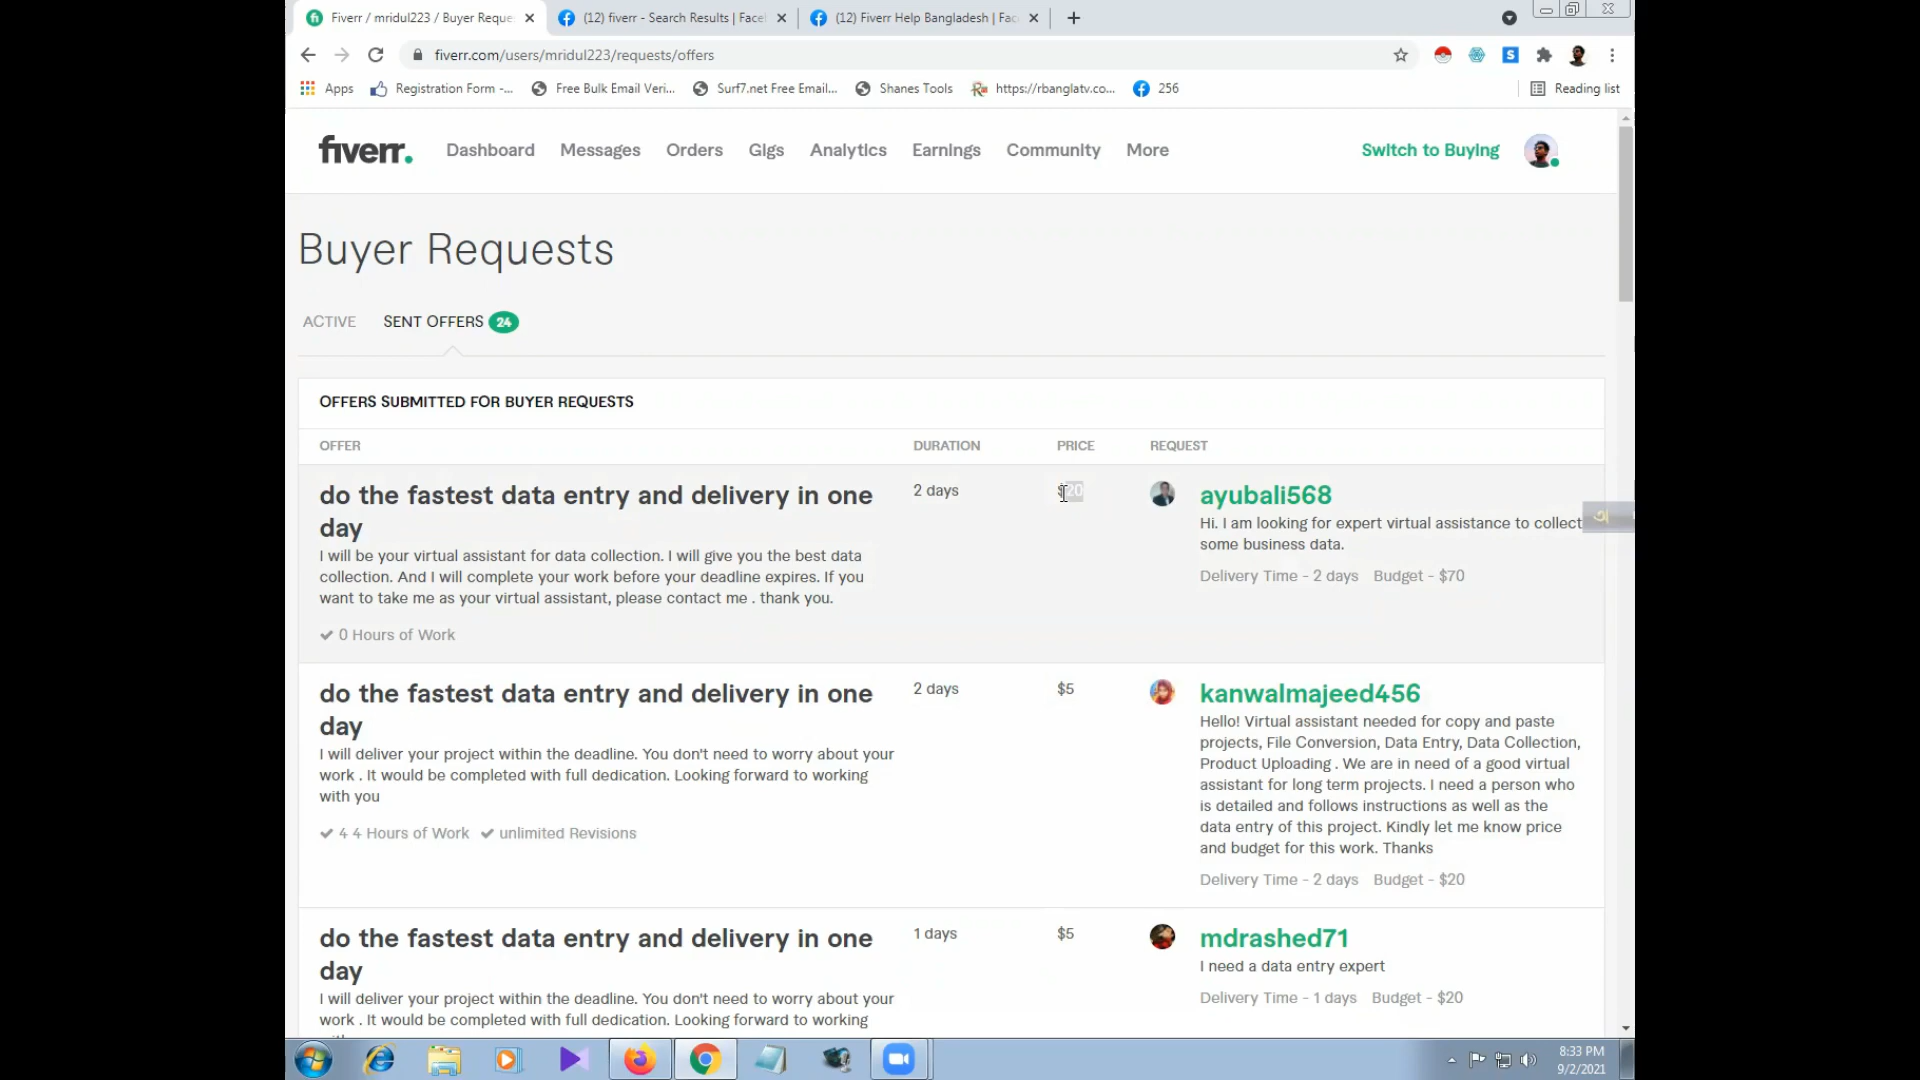 Fiverr / mridul223 / Buyer Reque
(12) fiverr - Search Results | Face
(12) Fiverr Help Bangladesh | Fac
fiverr.com/users/mridul223/requests/offers
Apps
Registration Form -...
Free Bulk Email Veri...
Surf7.net Free Email...
Shanes Tools
https://rbanglatv.co...
256
Reading list
fiverr.
Dashboard
Messages
Orders
Gigs
Analytics
Earnings
Community
More
Switch to Buying
Buyer Requests
ACTIVE
SENT OFFERS 24
OFFERS SUBMITTED FOR BUYER REQUESTS
OFFER
DURATION
PRICE
REQUEST
do the fastest data entry and delivery in one
day
I will be your virtual assistant for data collection. I will give you the best data
collection. And I will complete your work before your deadline expires. If you
want to take me as your virtual assistant, please contact me . thank you.
0 Hours of Work
2 days
$20
ayubali568
Hi. I am looking for expert virtual assistance to collect
some business data.
Delivery Time - 2 days Budget - $70
অ
do the fastest data entry and delivery in one
day
I will deliver your project within the deadline. You don't need to worry about your
work . It would be completed with full dedication. Looking forward to working
with you
4 4 Hours of Work unlimited Revisions
2 days
$5
kanwalmajeed456
Hello! Virtual assistant needed for copy and paste
projects, File Conversion, Data Entry, Data Collection,
Product Uploading . We are in need of a good virtual
assistant for long term projects. I need a person who
is detailed and follows instructions as well as the
data entry of this project. Kindly let me know price
and budget for this work. Thanks
Delivery Time - 2 days Budget - $20
do the fastest data entry and delivery in one
day
I will deliver your project within the deadline. You don't need to worry about your
work . It would be completed with full dedication. Looking forward to working
1 days
$5
mdrashed71
I need a data entry expert
Delivery Time - 1 days Budget - $20
8:33 PM
9/2/2021